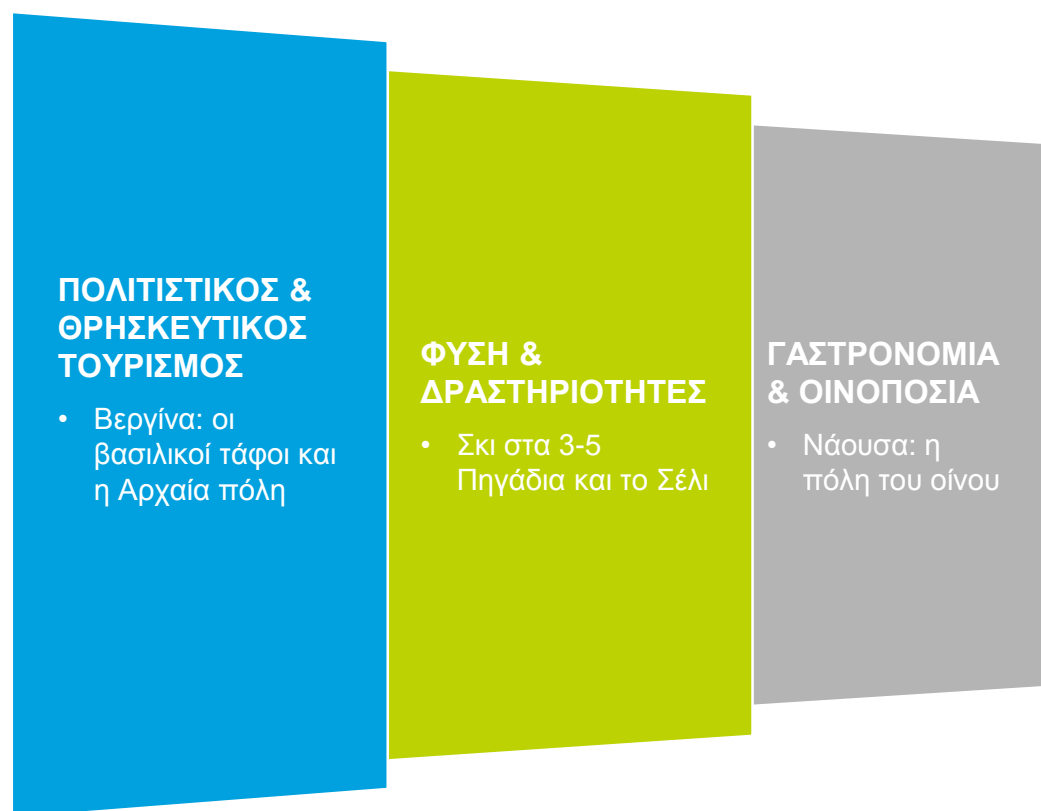 ΠΟΛΙΤΙΣΤΙΚΟΣ &
ΘΡΗΣΚΕΥΤΙΚΟΣ
ΤΟΥΡΙΣΜΟΣ
• Βεργίνα: οι
βασιλικοί τάφοι και
η Αρχαία πόλη
ΦΥΣΗ &
ΔΡΑΣΤΗΡΙΟΤΗΤΕΣ
• Σκι στα 3-5
Πηγάδια και το Σέλι
ΓΑΣΤΡΟΝΟΜΙΑ
& ΟΙΝΟΠΟΣΙΑ
• Νάουσα: η
πόλη του οίνου